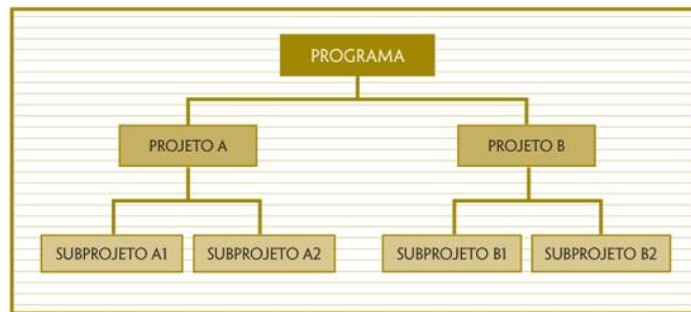 PROGRAMA
PROJETO A
PROJETO B
SUBPROJETO A1
SUBPROJETO A2
SUBPROJETO B1
SUBPROJETO B2